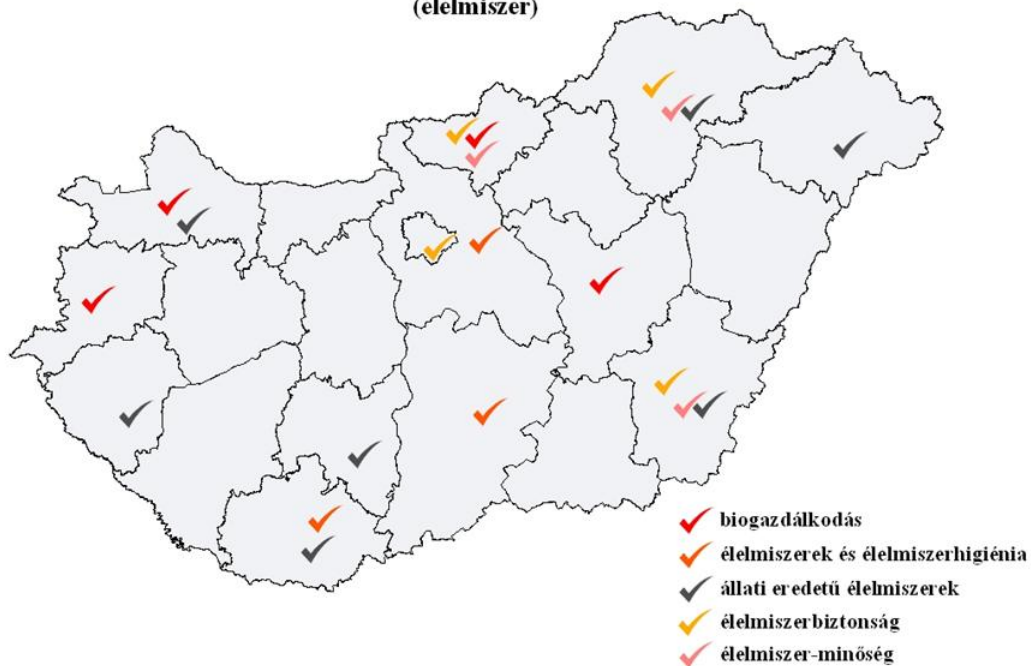 (élelmiszer)
biogazdálkodás
élelmiszerek és élelmiszerhigiénia
állati eredetű élelmiszerek
élelmiszerbiztonság
élelmiszer-minőség